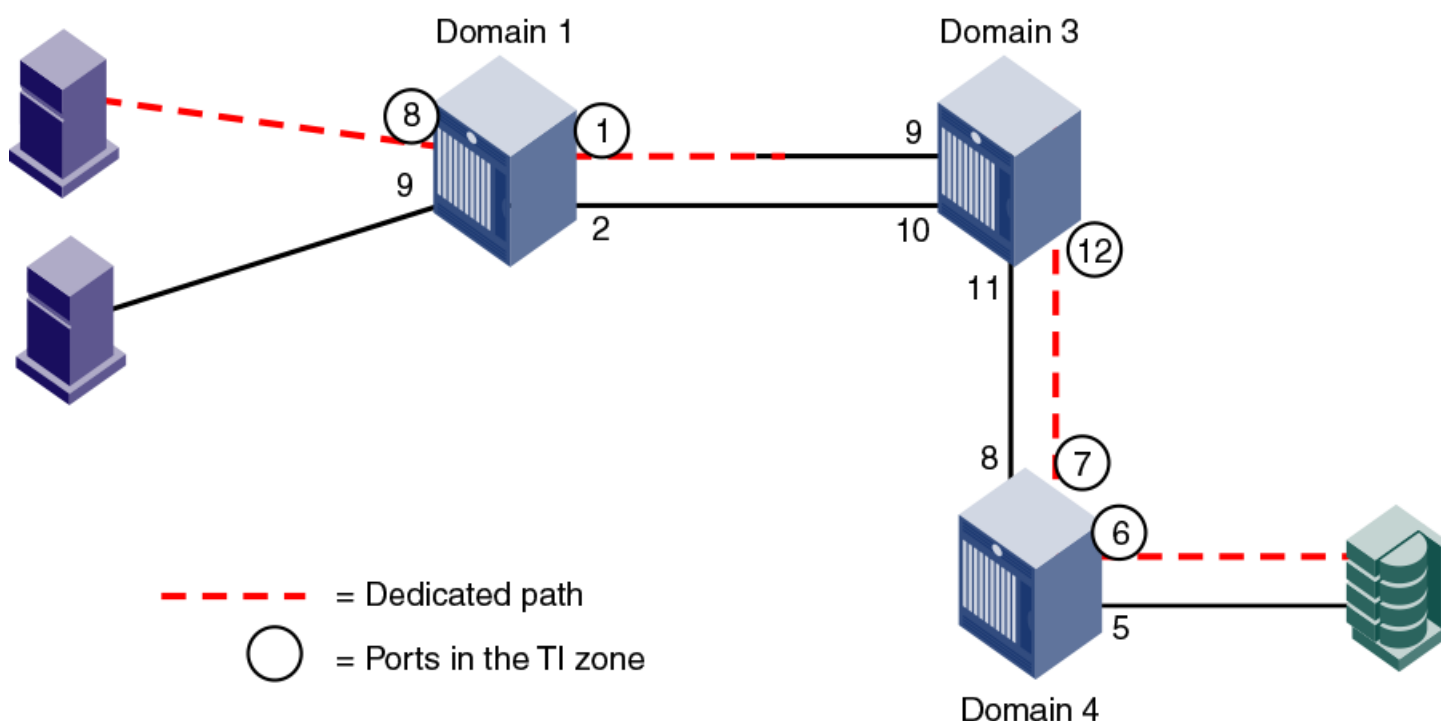 Domain 1
Domain 3
8
1
9
9
2
10
12
11
8
7
6
5
= Dedicated path
= Ports in the TI zone
Domain 4